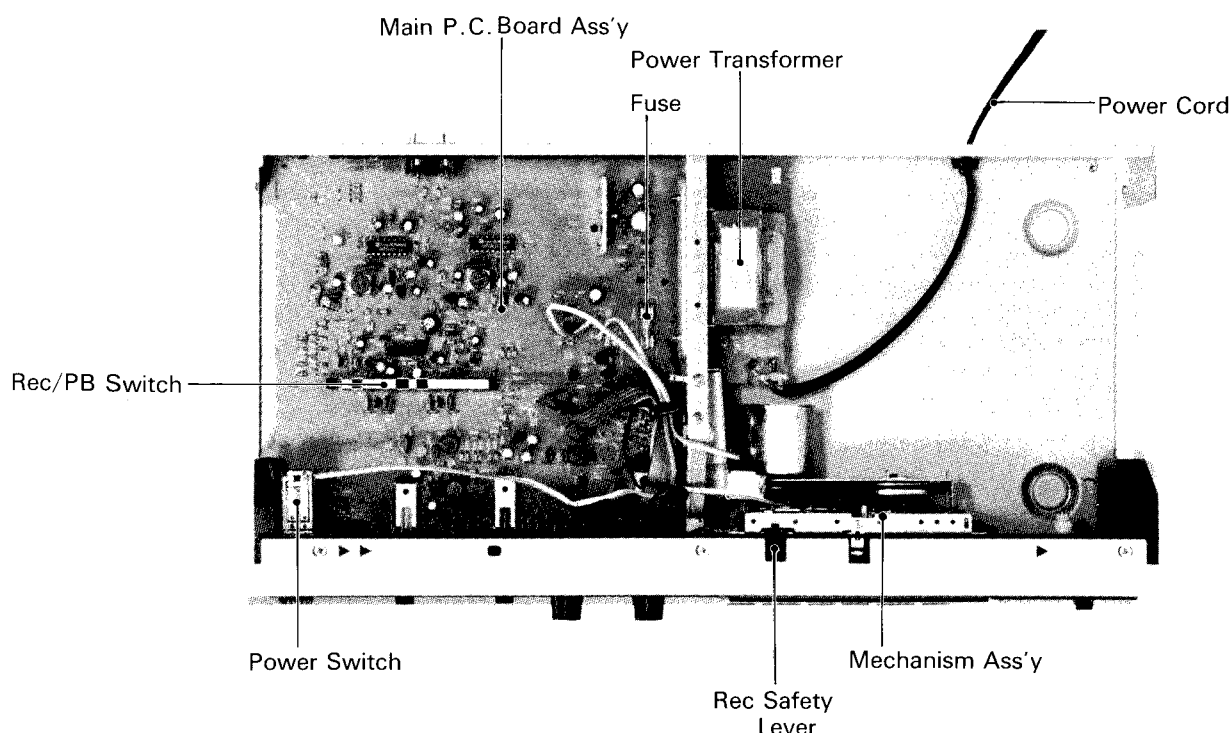 Main P.C. Board Ass'y
Power Transformer
Fuse
Power Cord
Rec/PB Switch
Power Switch
Mechanism Ass'y
Rec Safety
Lever